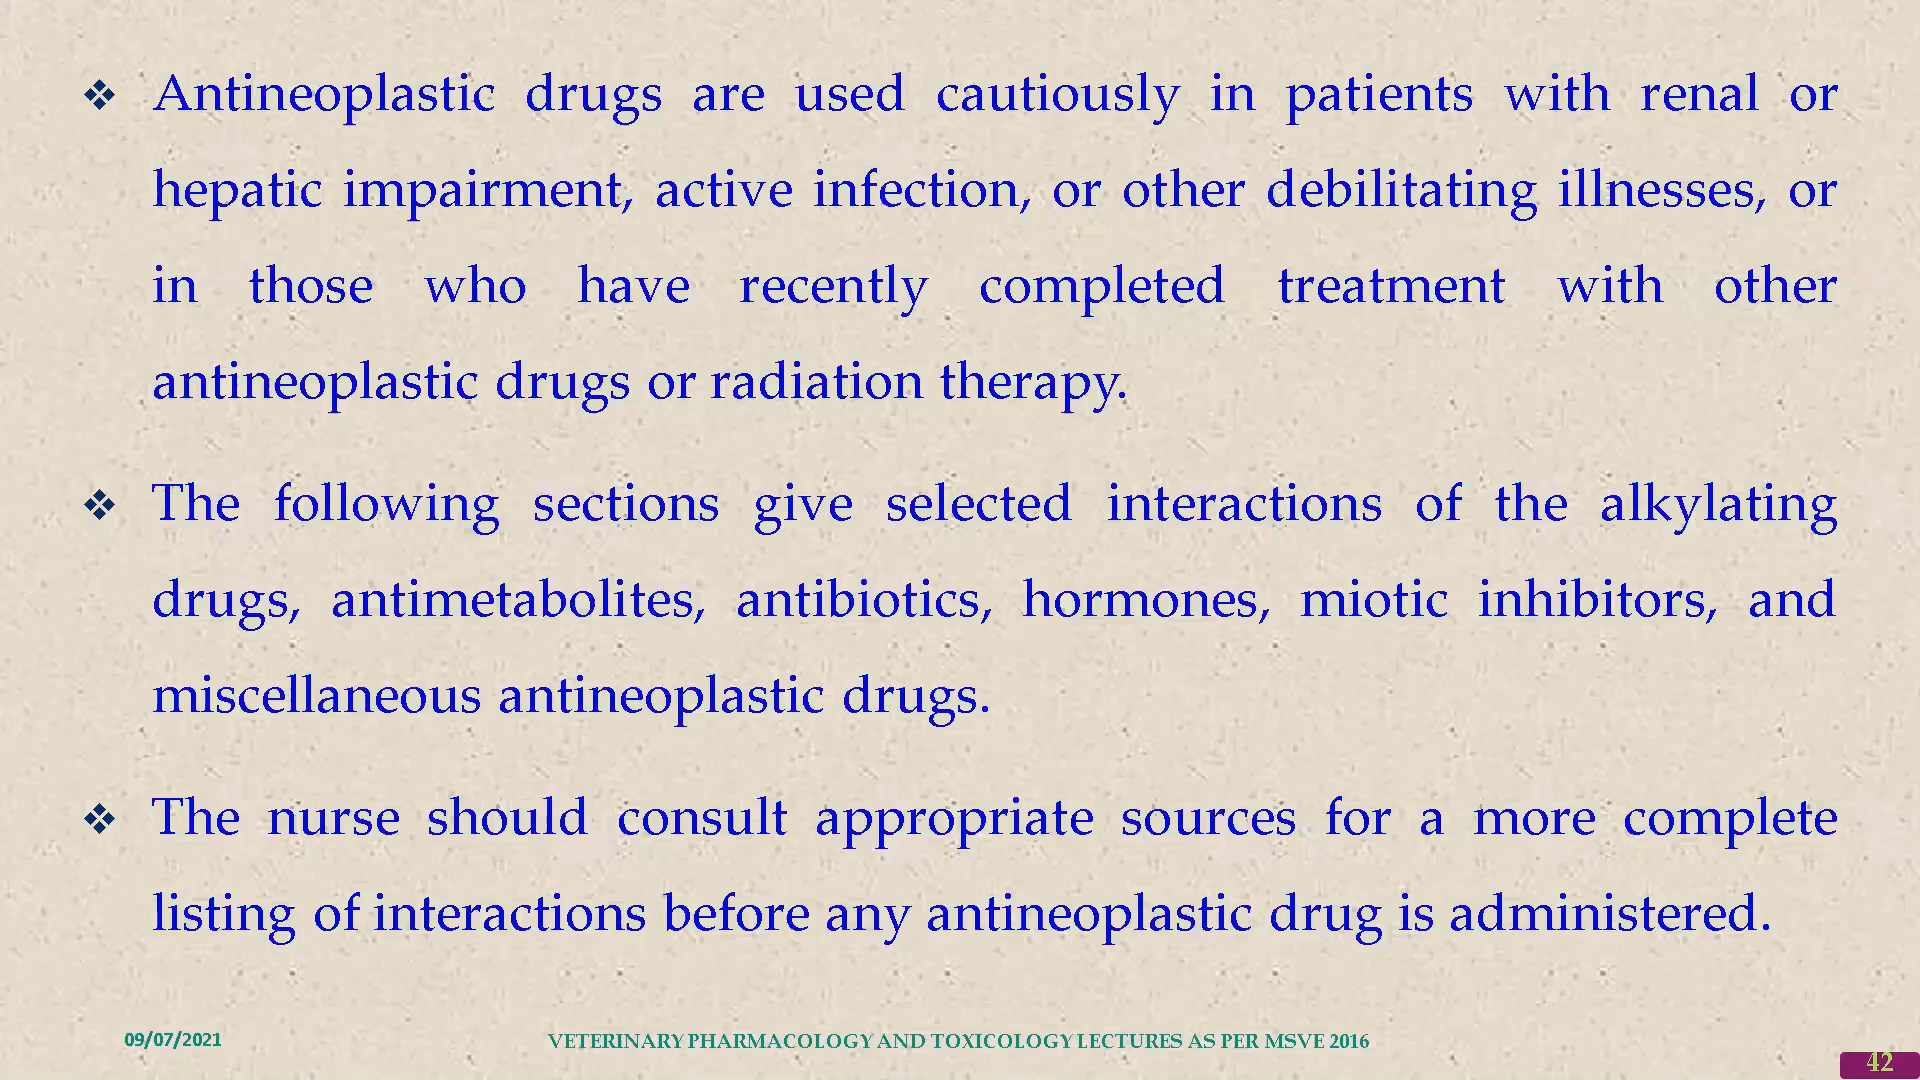 ❖ Antineoplastic drugs are used cautiously in patients with renal or
hepatic impairment, active infection, or other debilitating illnesses, or
in those who have recently completed treatment with other
antineoplastic drugs or radiation therapy.
❖ The following sections give selected interactions of the alkylating
drugs, antimetabolites, antibiotics, hormones, miotic inhibitors, and
miscellaneous antineoplastic drugs.
❖ The nurse should consult appropriate sources for a more complete
listing of interactions before any antineoplastic drug is administered.
09/07/2021
VETERINARY PHARMACOLOGY AND TOXICOLOGY LECTURES AS PER MSVE 2016
42